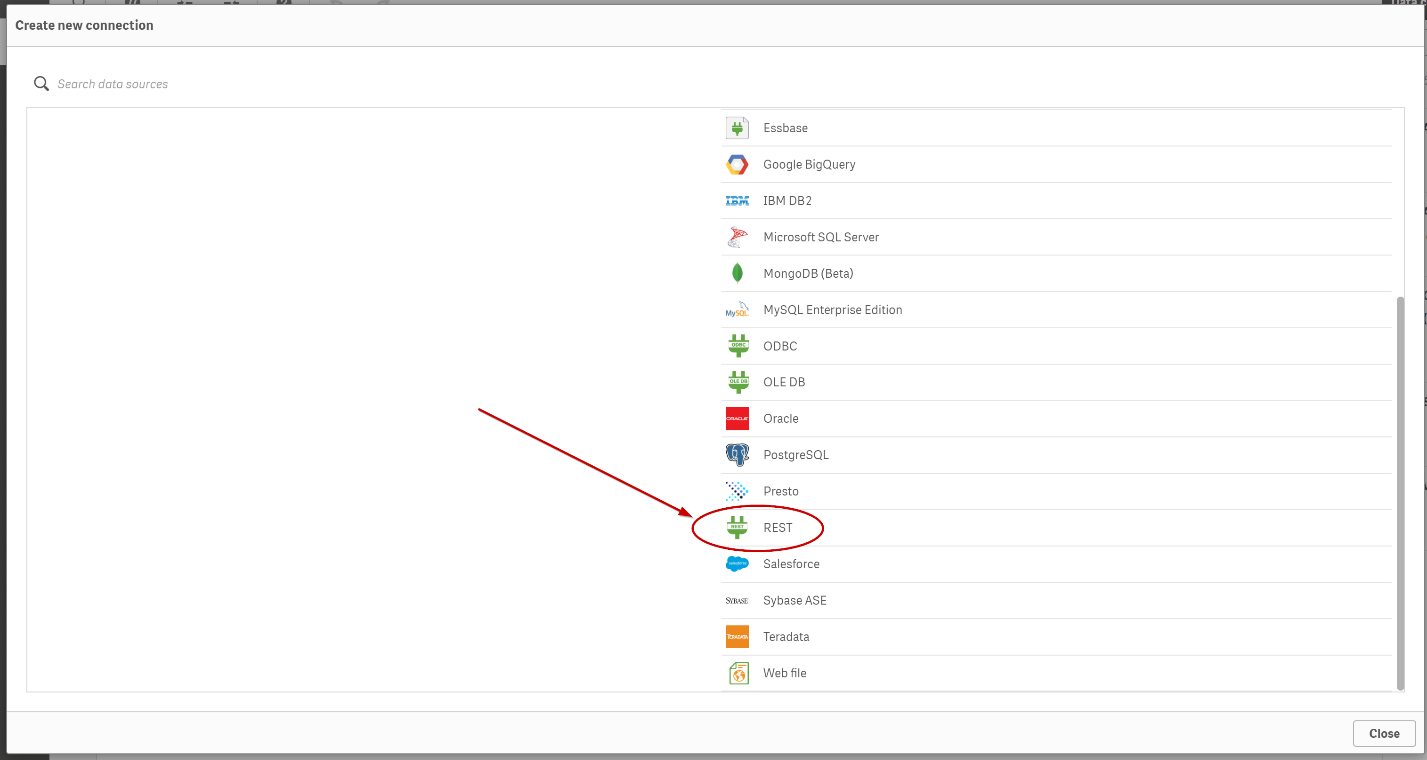 Create new connection
Search data sources
Essbase
Google BigQuery
IBM IBM DB2
Microsoft SQL Server
MongoDB (Beta)
MySQL MySQL Enterprise Edition
ODBC ODBC
OLE DB OLE DB
ORACLE Oracle
PostgreSQL
Presto
REST REST
salesforce Salesforce
SYBASE Sybase ASE
TERADATA Teradata
Web file
Close